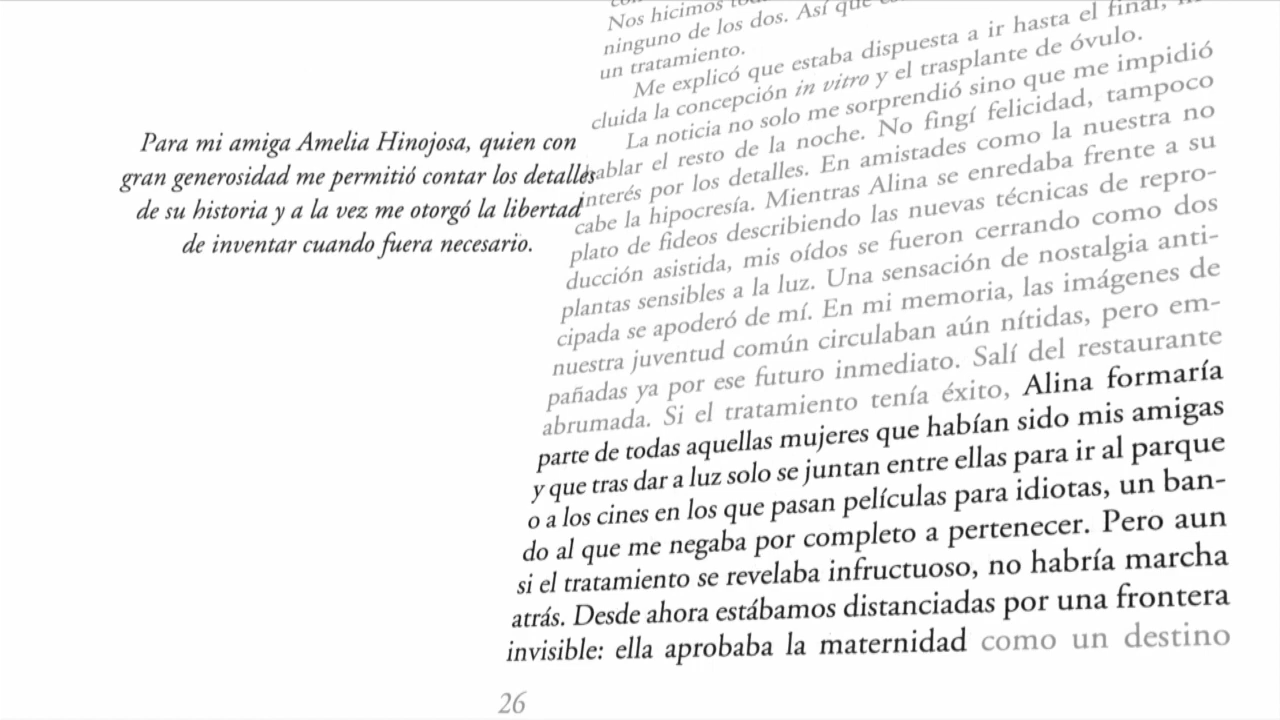 Para mi amiga Amelia Hinojosa, quien con
gran generosidad me permitió contar los detalles
de su historia y a la vez me otorgó la libertad
de inventar cuando fuera necesario.
Nos hicimos
ninguno de los dos. Así que
un tratamiento.
Me explicó que estaba dispuesta a ir hasta el final,
cluida la concepción in vitro y el trasplante de óvulo.
La noticia no solo me sorprendió sino que me impidió
hablar el resto de la noche. No fingí felicidad, tampoco
interés por los detalles. En amistades como la nuestra no
cabe la hipocresía. Mientras Alina se enredaba frente a su
plato de fideos describiendo las nuevas técnicas de repro-
ducción asistida, mis oídos se fueron cerrando como dos
plantas sensibles a la luz. Una sensación de nostalgia anti-
cipada se apoderó de mí. En mi memoria, las imágenes de
nuestra juventud común circulaban aún nítidas, pero em-
pañadas ya por ese futuro inmediato. Salí del restaurante
abrumada. Si el tratamiento tenía éxito, Alina formaría
parte de todas aquellas mujeres que habían sido mis amigas
y que tras dar a luz solo se juntan entre ellas para ir al parque
o a los cines en los que pasan películas para idiotas, un ban-
do al que me negaba por completo a pertenecer. Pero aun
si el tratamiento se revelaba infructuoso, no habría marcha
atrás. Desde ahora estábamos distanciadas por una frontera
invisible: ella aprobaba la maternidad como un destino
26